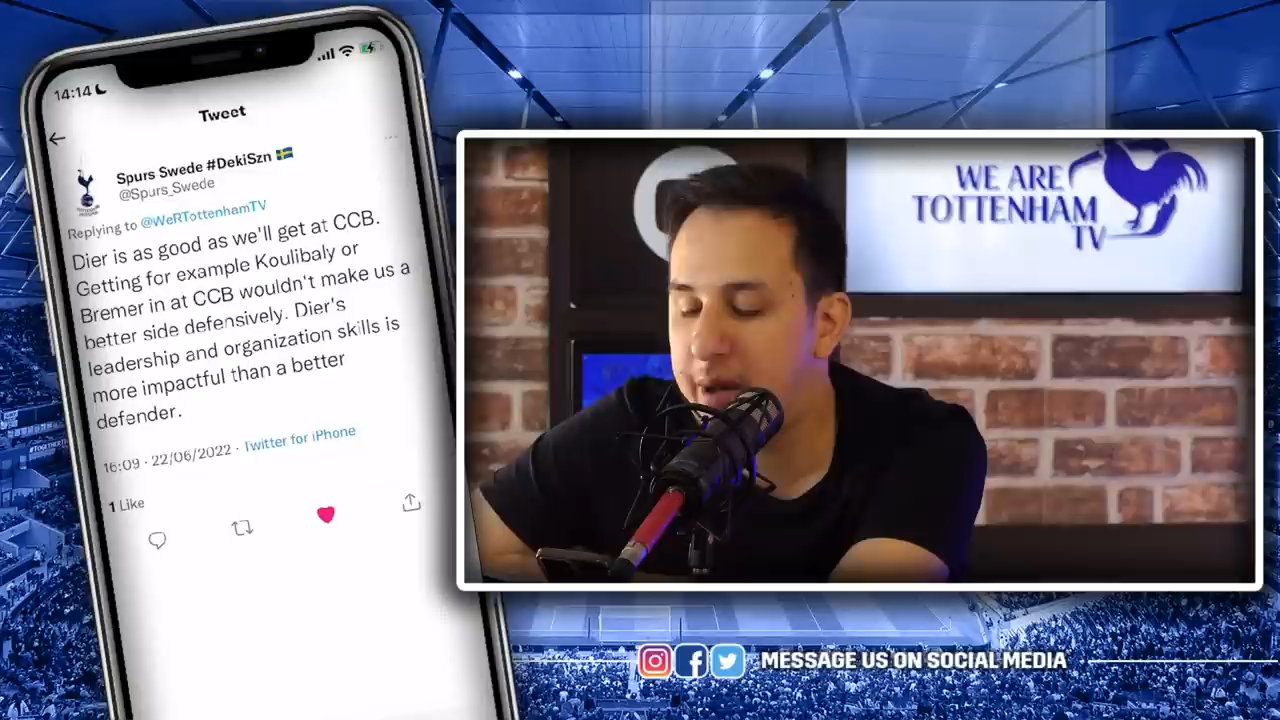 14:14
Tweet
Spurs Swede #DekiSzn
@Spurs_Swede
Replying to @WeRTottenhamTV
Dier is as good as we'll get at CCB.
Getting for example Koulibaly or
Bremer in at CCB wouldn't make us a
better side defensively. Dier's
leadership and organization skills is
more impactful than a better
defender.
16:09 · 22/06/2022 · Twitter for iPhone
1 Like
WE ARE
TOTTENHAM
TV
MESSAGE US ON SOCIAL MEDIA